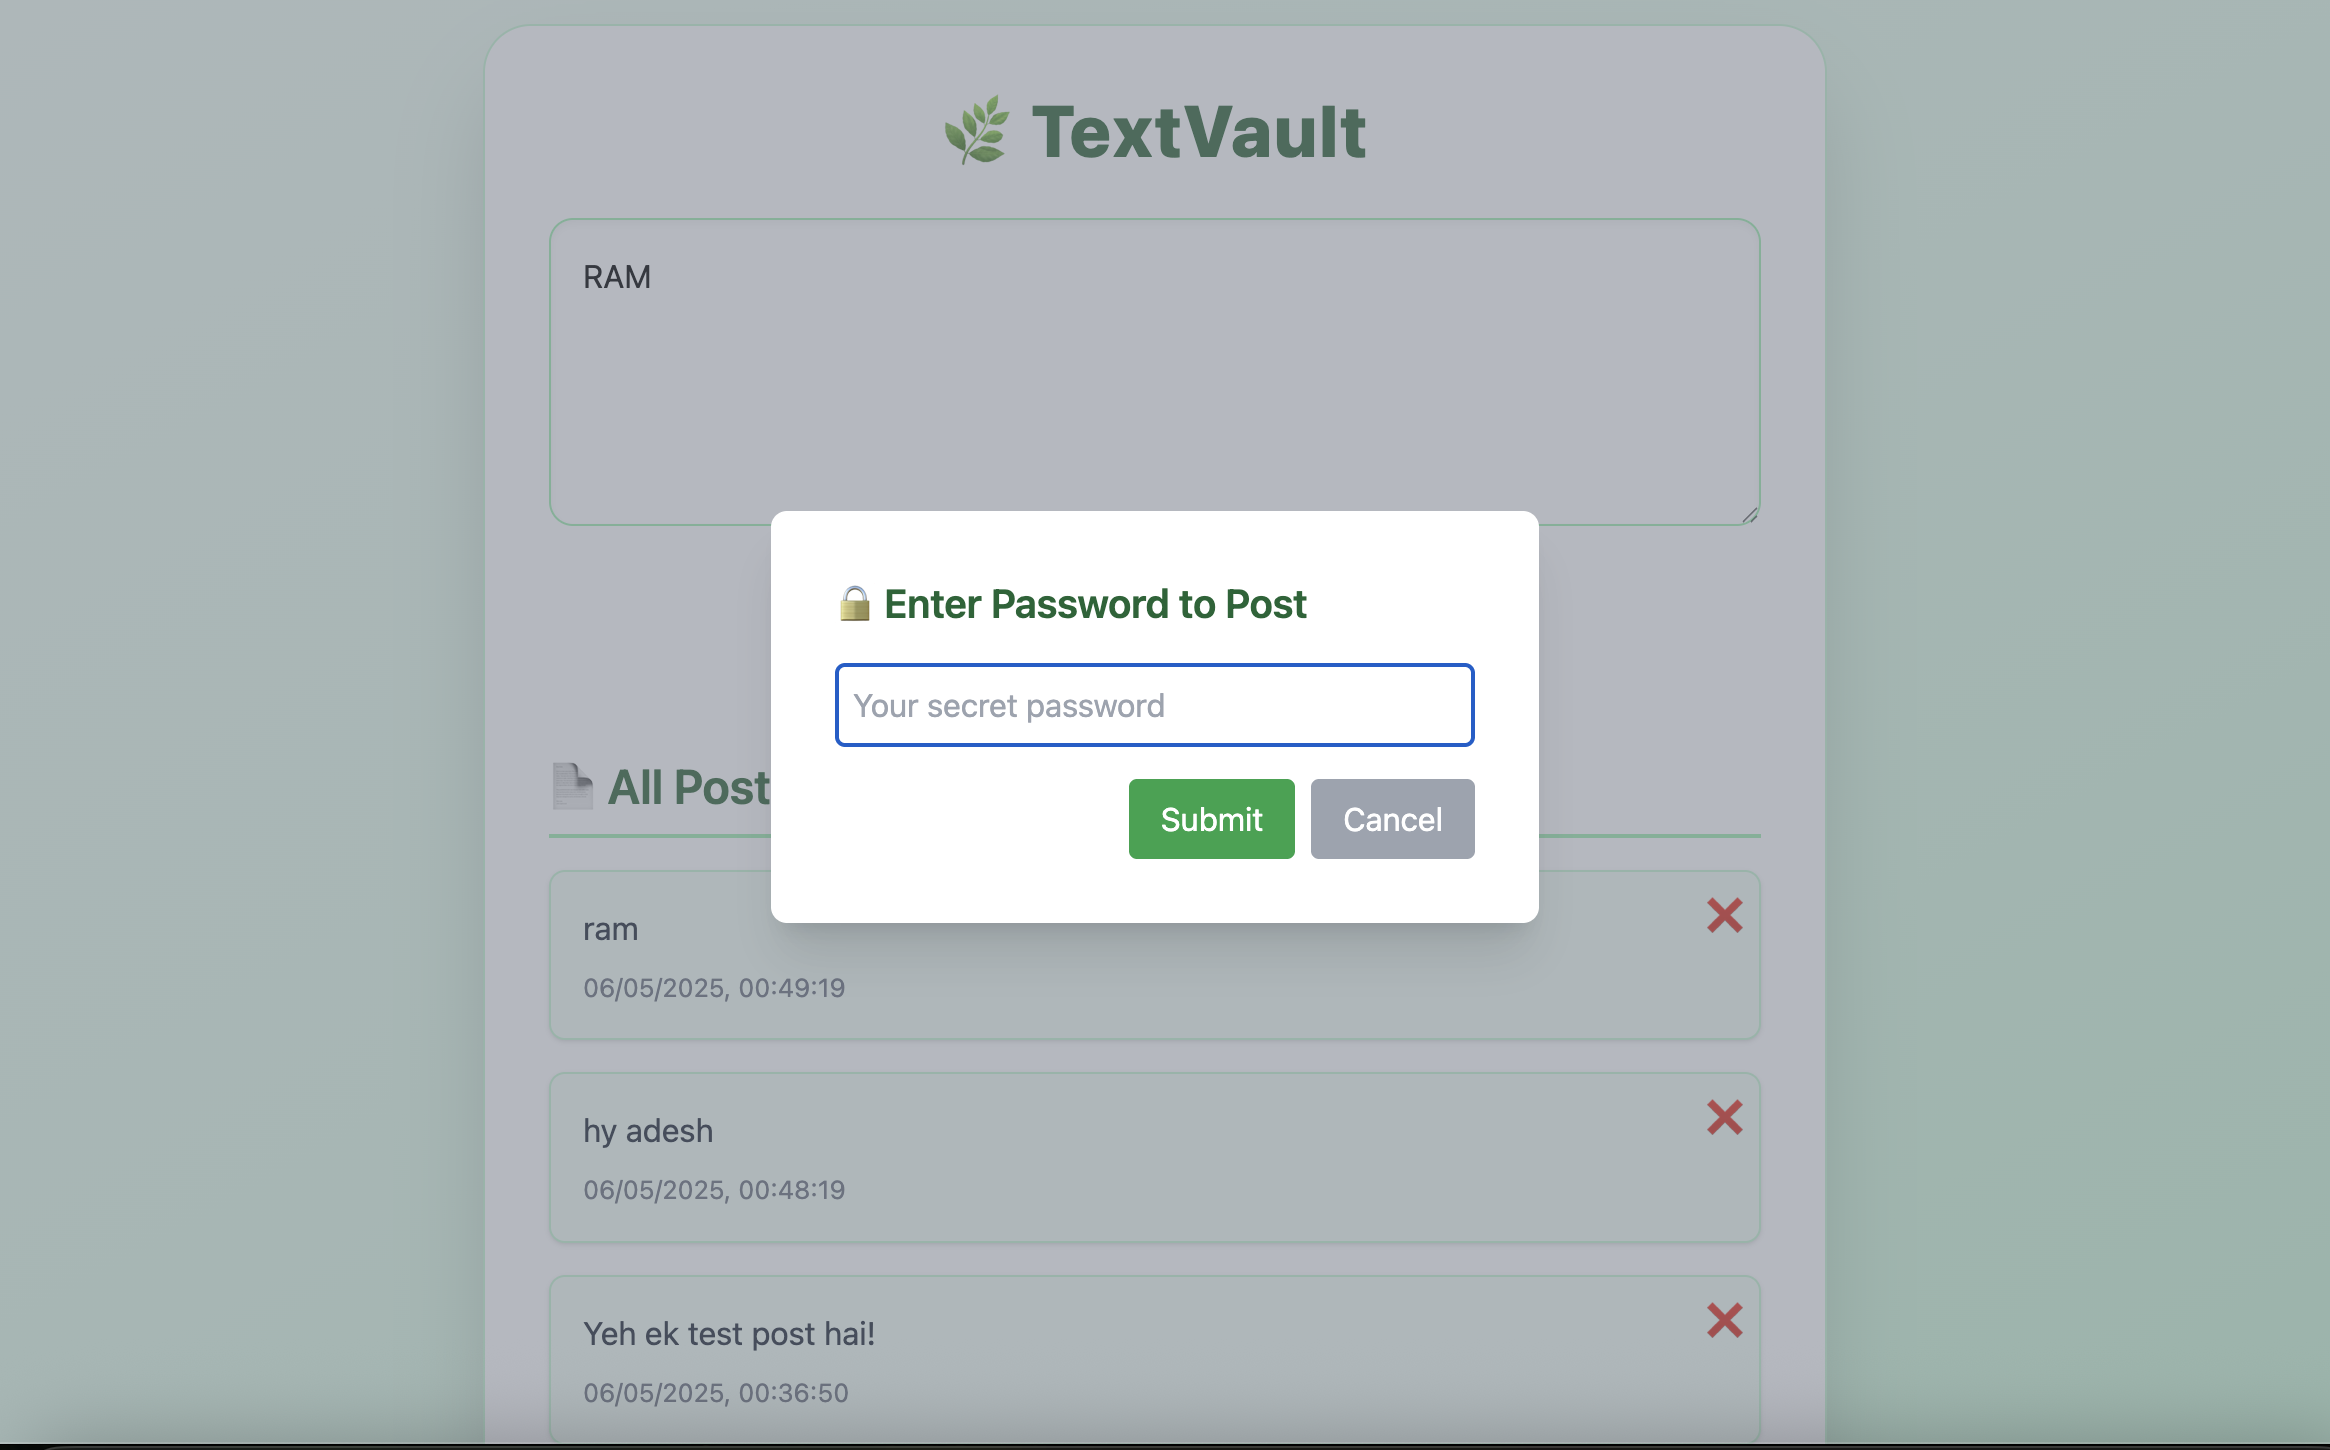 TextVault
RAM
Enter Password to Post
Your secret password
Submit
Cancel
All Post
ram
06/05/2025, 00:49:19
hy adesh
06/05/2025, 00:48:19
Yeh ek test post hai!
06/05/2025, 00:36:50